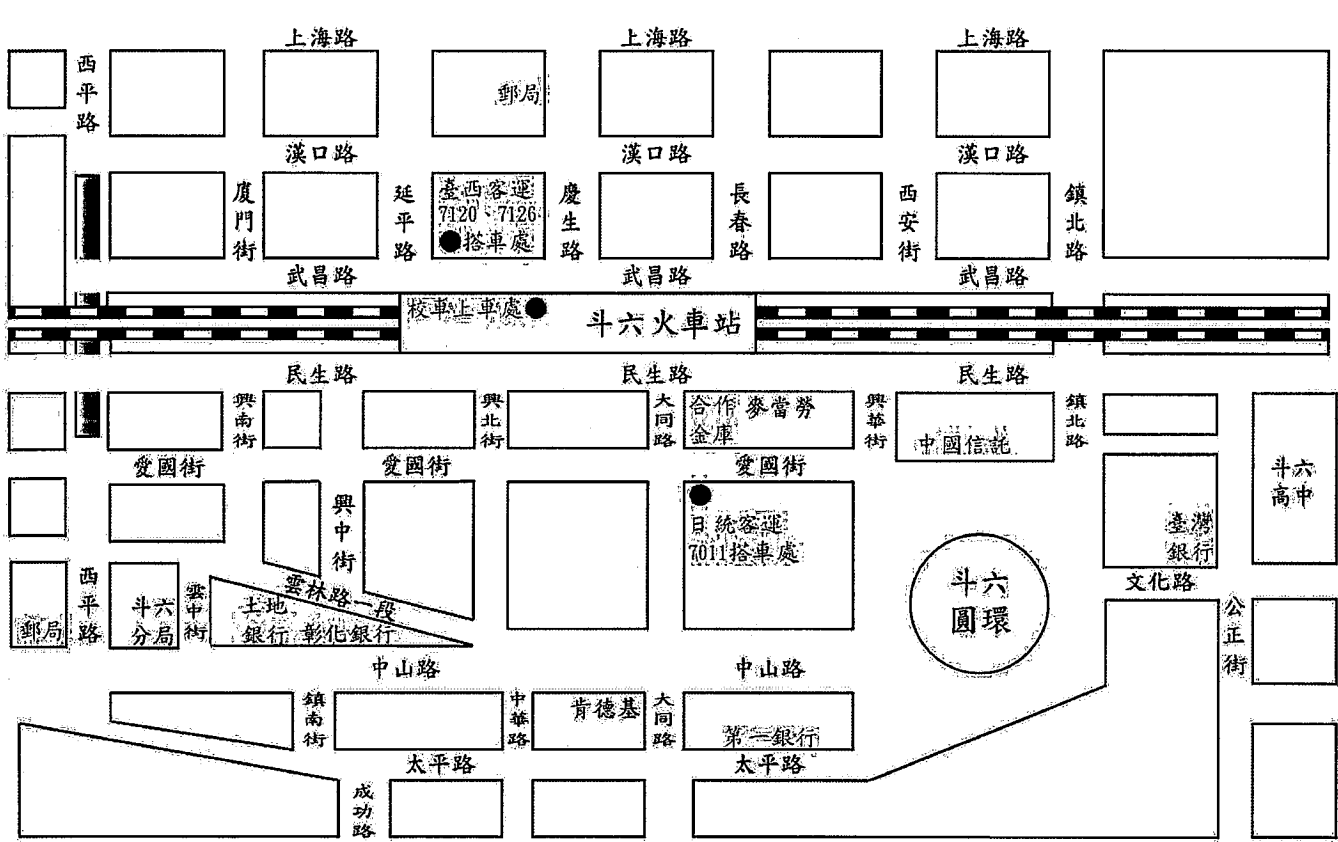 上海路
上海路
上海路
西平路
郵局
漢口路
漢口路
漢口路
廈門街
延平路
臺西客運
7120、7126
搭車處
慶生路
長春路
西安街
鎮北路
武昌路
武昌路
武昌路
校車上車處
斗六火車站
民生路
民生路
民生路
興南街
興北街
大同路
合作
金庫
麥當勞
興華街
中國信託
鎮北路
愛國街
愛國街
愛國街
斗六
高中
興中街
日統客運
7011搭車處
臺灣
銀行
斗六
圓環
文化路
郵局
西平路
斗六
分局
雲中街
雲林路一段
土地
銀行
彰化銀行
公正街
中山路
中山路
鎮南街
中華路
肯德基
大同路
第一銀行
太平路
太平路
成功路